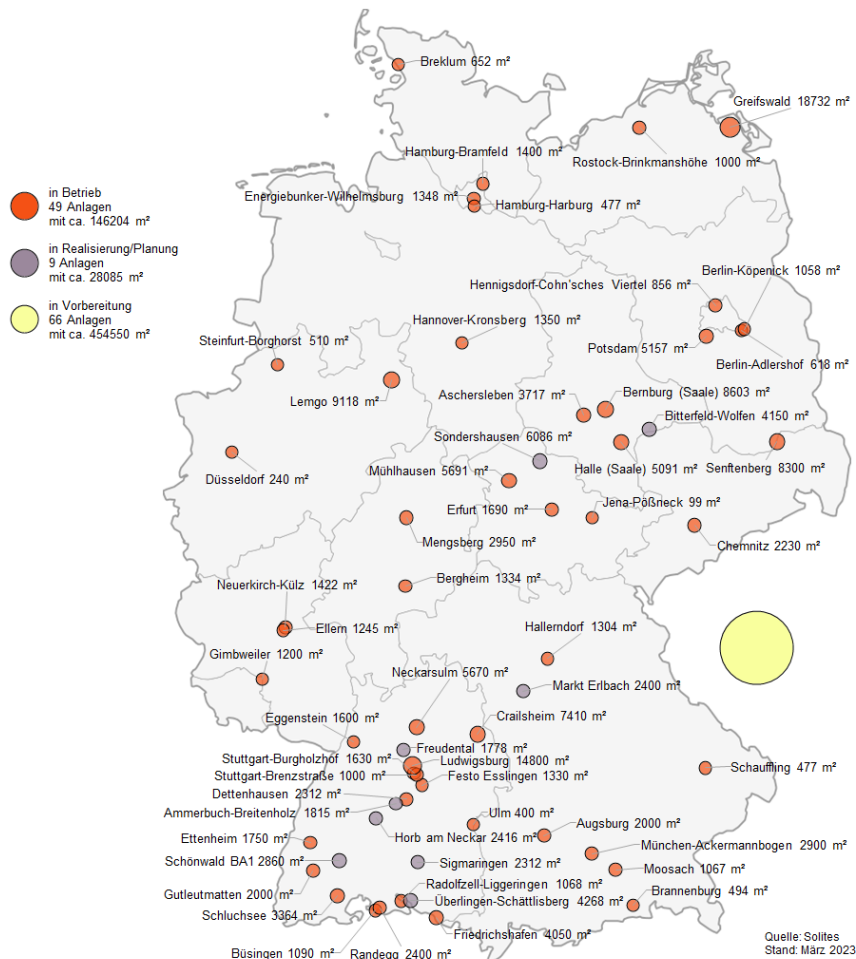 Breklum 652 m²
Greifswald 18732 m²
Hamburg-Bramfeld 1400 m²
Rostock-Brinkmanshöhe 1000 m²
in Betrieb
49 Anlagen
mit ca. 146204 m²
Energiebunker-Wilhelmsburg 1348 m²
Hamburg-Harburg 477 m²
in Realisierung/Planung
9 Anlagen
mit ca. 28085 m²
Berlin-Köpenick 1058 m²
Hennigsdorf-Cohn'sches Viertel 856 m²
in Vorbereitung
66 Anlagen
mit ca. 454550 m²
Hannover-Kronsberg 1350 m²
Steinfurt-Borghorst 510 m²
Potsdam 5157 m²
Berlin-Adlershof 618 m²
Lemgo 9118 m²
Aschersleben 3717 m²
Bernburg (Saale) 8603 m²
Bitterfeld-Wolfen 4150 m²
Sondershausen 6086 m²
Mühlhausen 5691 m²
Halle (Saale) 5091 m²
Senftenberg 8300 m²
Düsseldorf 240 m²
Erfurt 1690 m²
Jena-Pößneck 99 m²
Mengsberg 2950 m²
Chemnitz 2230 m²
Neuerkirch-Külz 1422 m²
Bergheim 1334 m²
Ellern 1245 m²
Hallerndorf 1304 m²
Gimbweiler 1200 m²
Neckarsulm 5670 m²
Markt Erlbach 2400 m²
Eggenstein 1600 m²
Crailsheim 7410 m²
Freudental 1778 m²
Stuttgart-Burgholzhof 1630 m²
Ludwigsburg 14800 m²
Schauffling 477 m²
Stuttgart-Brenzstraße 1000 m²
Festo Esslingen 1330 m²
Dettenhausen 2312 m²
Ammerbuch-Breitenholz 1815 m²
Ulm 400 m²
Augsburg 2000 m²
Ettenheim 1750 m²
Horb am Neckar 2416 m²
München-Ackermannbogen 2900 m²
Schönwald BA1 2860 m²
Sigmaringen 2312 m²
Moosach 1067 m²
Radolfzell-Liggeringen 1068 m²
Brannenburg 494 m²
Gutleutmatten 2000 m²
Überlingen-Schättlisberg 4268 m²
Schluchsee 3364 m²
Friedrichshafen 4050 m²
Büsingen 1090 m²
Randegg 2400 m²
Quelle: Solites
Stand: März 2023